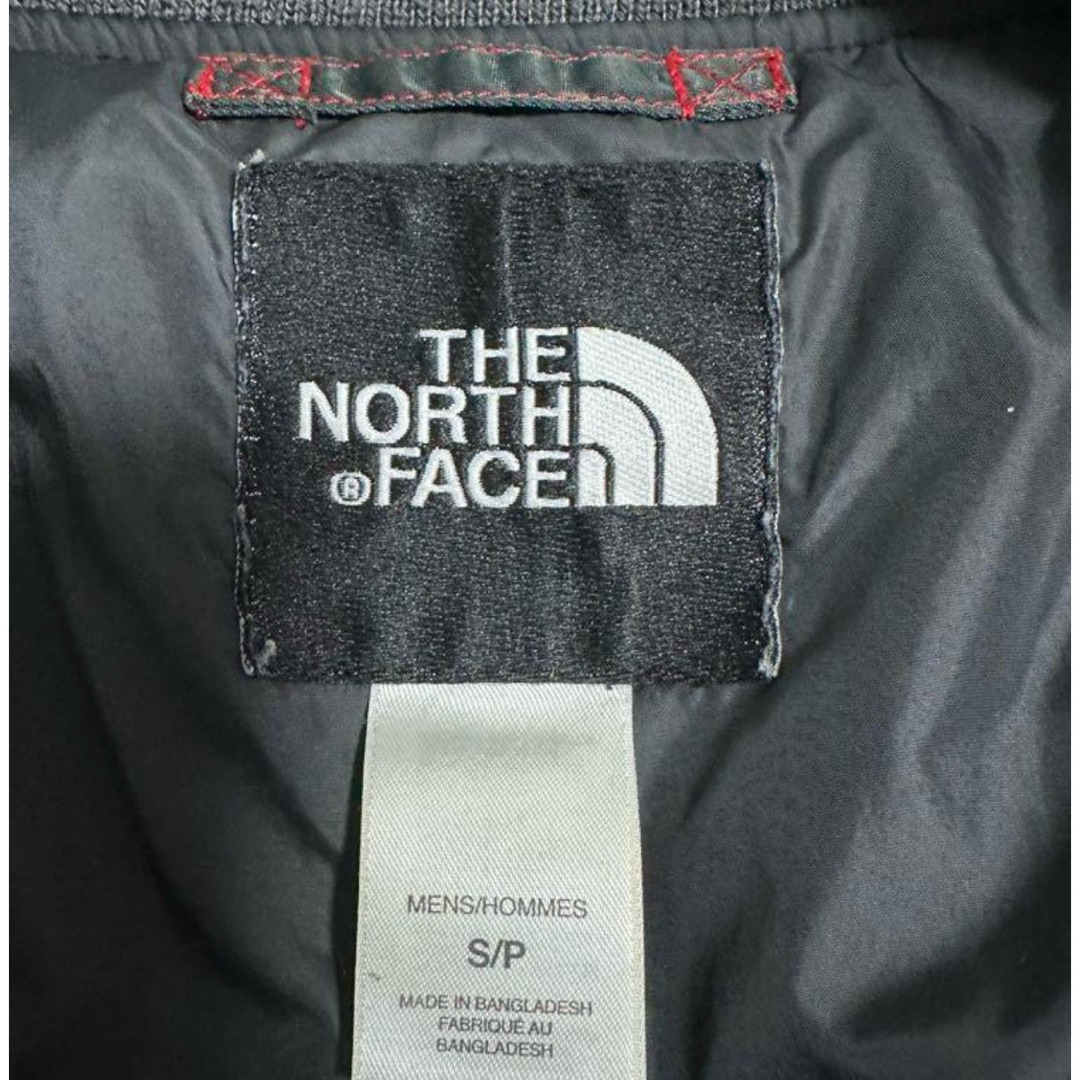 THE
NORTH
®FACE
MENS/HOMMES
S/P
MADE IN BANGLADESH
FABRIQUÉ AU
BANGLADESH